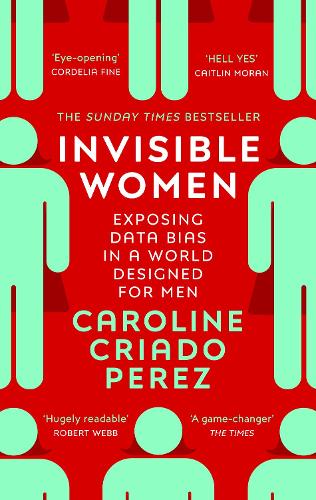 ‘Eye-opening’
CORDELIA FINE
‘HELL YES’
CAITLIN MORAN
THE SUNDAY TIMES BESTSELLER
INVISIBLE
WOMEN
EXPOSING
DATA BIAS
IN A WORLD
DESIGNED
FOR MEN
CAROLINE
CRIADO
PEREZ
‘Hugely readable’
ROBERT WEBB
‘A game-changer’
THE TIMES